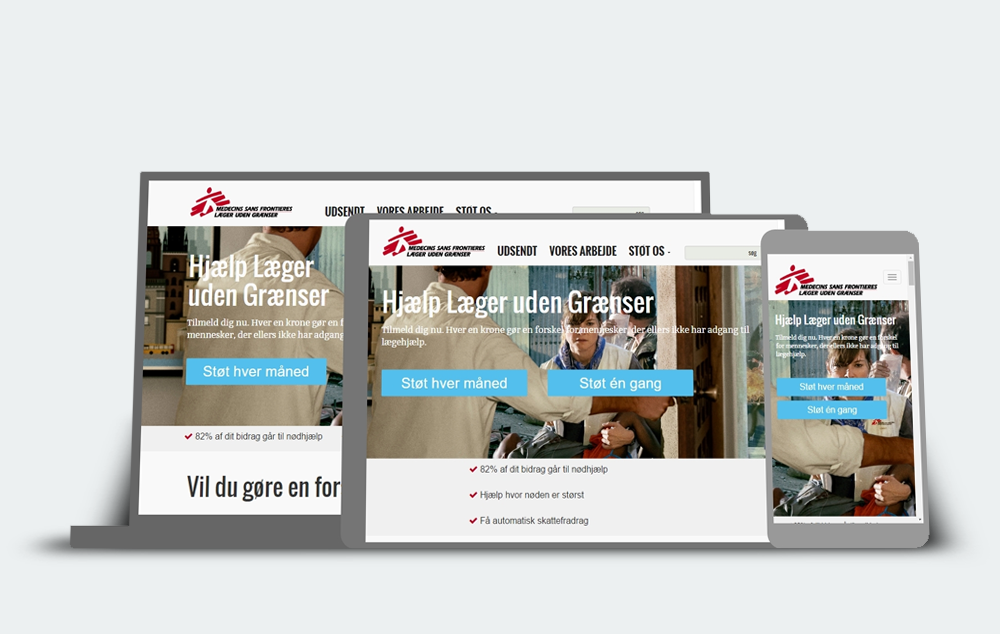 MEDECINS SANS FRONTIERES
LÆGER UDEN GRÆNSER
UDSENDT VORES ARBEJDE STOT OS
Hjælp Læger
uden Grænser
Tilmeld dig nu. Hver en krone gør en f
mennesker, der ellers ikke har adgang
Støt hver måned
82% af dit bidrag går til nødhjælp
Vil du gøre en for
MEDECINS SANS FRONTIERES
LÆGER UDEN GRÆNSER
UDSENDT VORES ARBEJDE STOT OS
søg
Hjælp Læger uden Grænser
Tilmeld dig nu. Hver en krone gør en forskel for mennesker, der ellers ikke har adgang til
lægehjælp.
Støt hver måned Støt én gang
82% af dit bidrag går til nødhjælp
Hjælp hvor nøden er størst
Få automatisk skattefradrag
MEDECINS SANS FRONTIERES
LÆGER UDEN GRÆNSER
Hjælp Læger uden Grænser
Tilmeld dig nu. Hver en krone gør en forskel
for mennesker, der ellers ikke har adgang til
lægehjælp.
Støt hver måned
Støt én gang